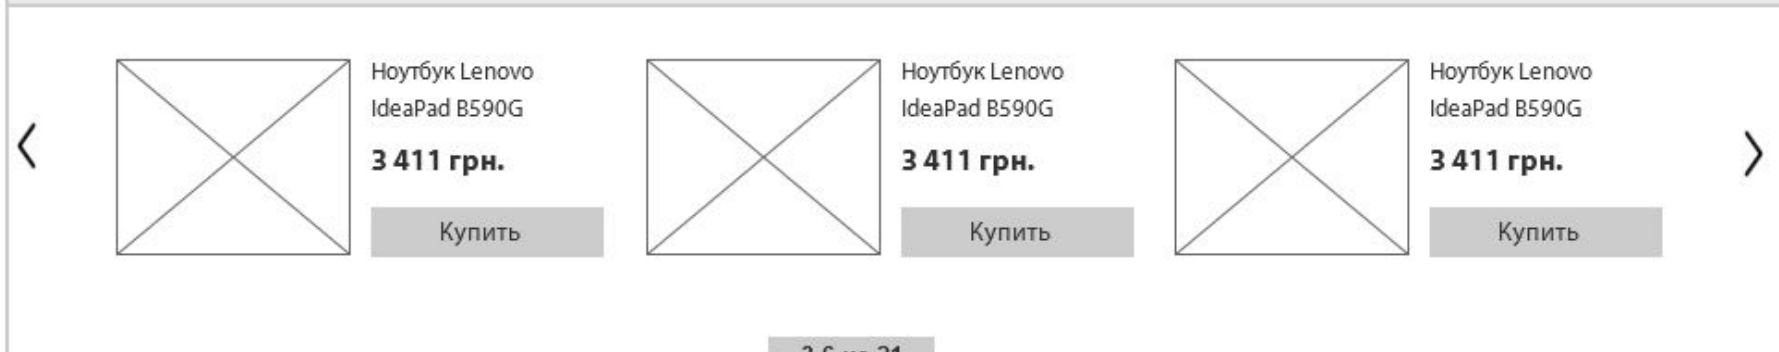 Ноутбук Lenovo
IdeaPad B590G
3 411 грн.
Купить
Ноутбук Lenovo
IdeaPad B590G
3 411 грн.
Купить
Ноутбук Lenovo
IdeaPad B590G
3 411 грн.
Купить